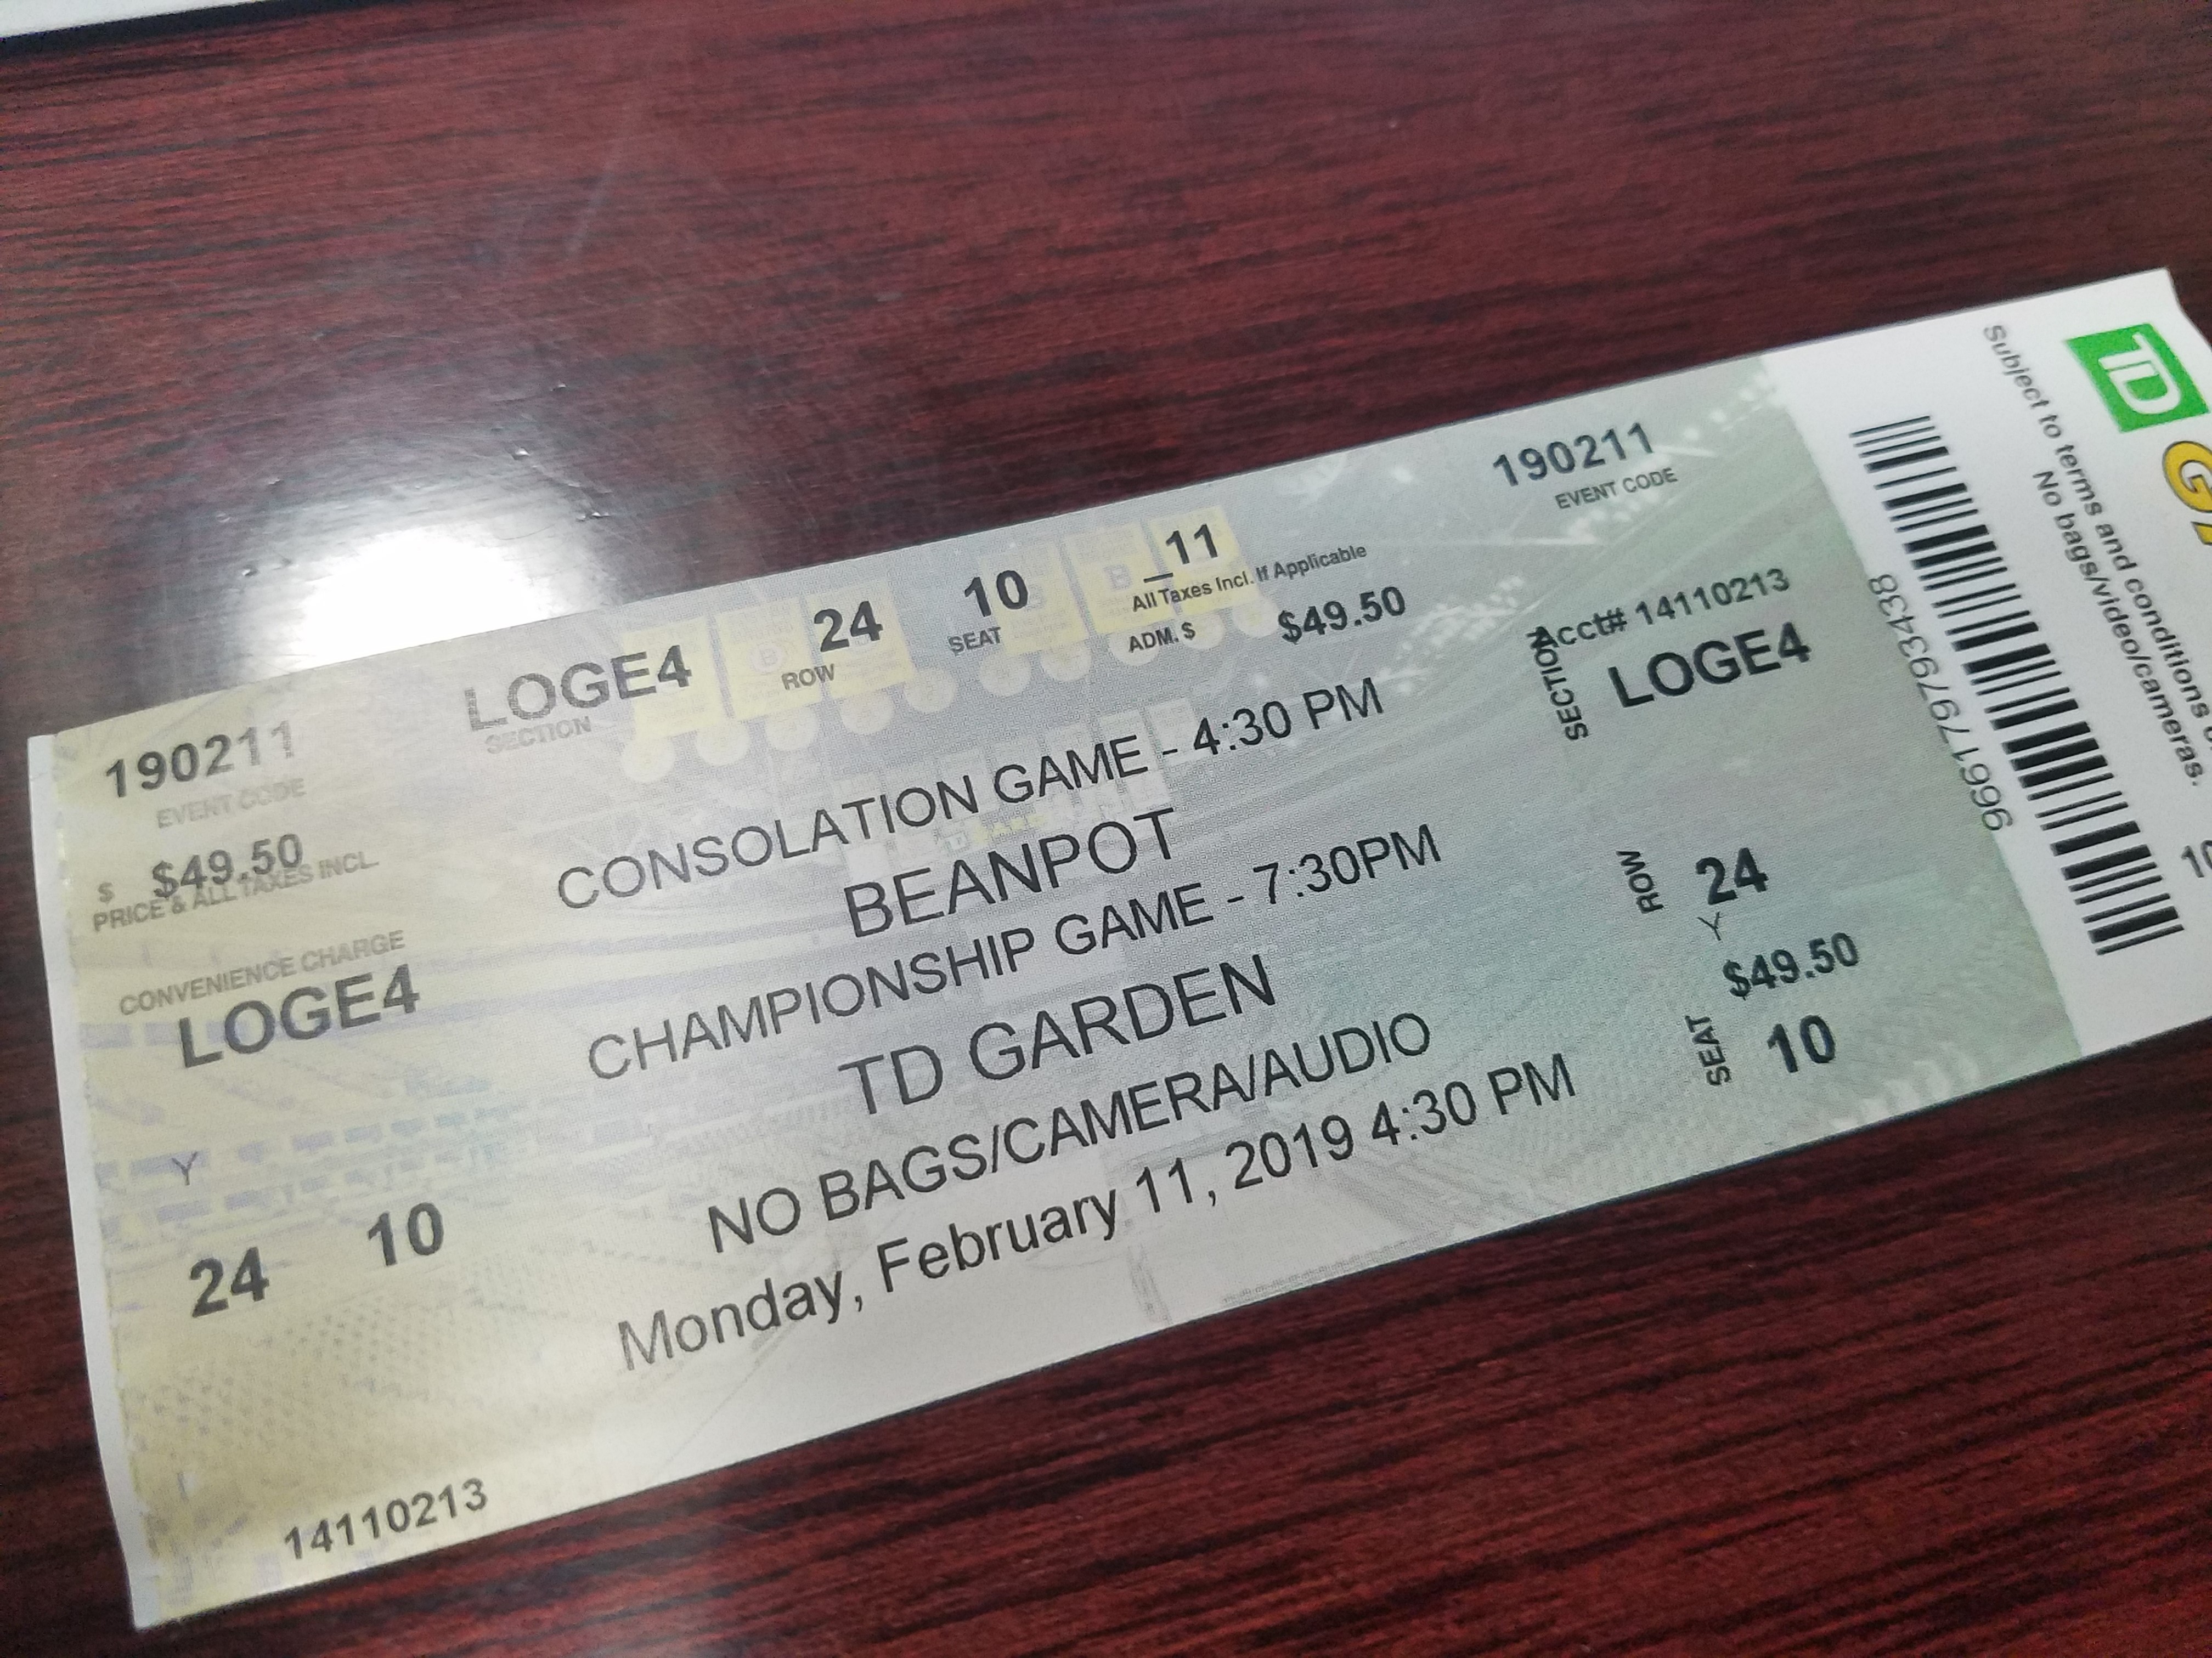 190211
EVENT CODE
$ $49.50
PRICE & ALL TAXES INCL.
CONVENIENCE CHARGE
LOGE4
Y
24 10
14110213
LOGE4 24 10 _11
SECTION ROW SEAT All Taxes Incl. If Applicable
ADM. $ $49.50
CONSOLATION GAME - 4:30 PM
BEANPOT
CHAMPIONSHIP GAME - 7:30PM
TD GARDEN
NO BAGS/CAMERA/AUDIO
Monday, February 11, 2019 4:30 PM
190211
EVENT CODE
Acct# 14110213
SECTION LOGE4
ROW 24
Y
$49.50
SEAT 10
966179793438
Subject to terms and conditions
No bags/video/cameras.
TD